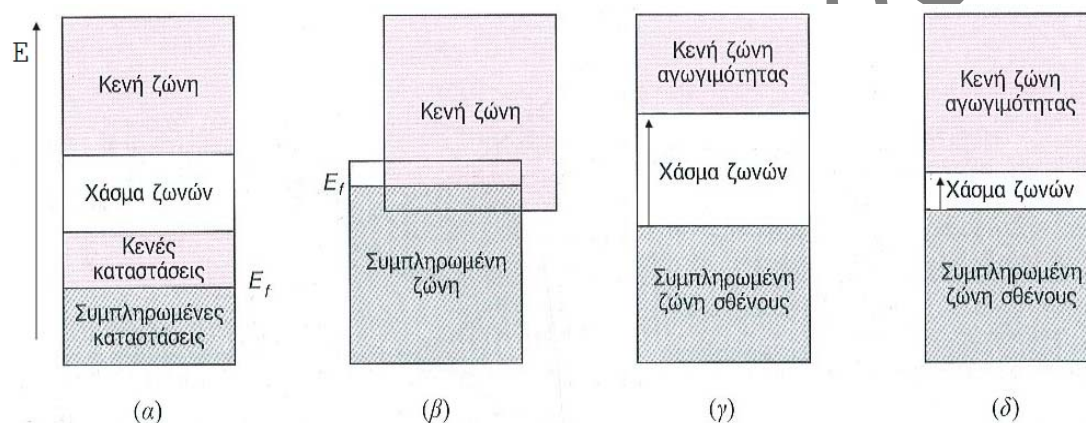 E
Κενή ζώνη
Χάσμα ζωνών
Κενές
καταστάσεις
E_f
Συμπληρωμένες
καταστάσεις
(α)
Κενή ζώνη
E_f
Συμπληρωμένη
ζώνη
(β)
Κενή ζώνη
αγωγιμότητας
Χάσμα ζωνών
Συμπληρωμένη
ζώνη σθένους
(γ)
Κενή ζώνη
αγωγιμότητας
Χάσμα ζωνών
Συμπληρωμένη
ζώνη σθένους
(δ)